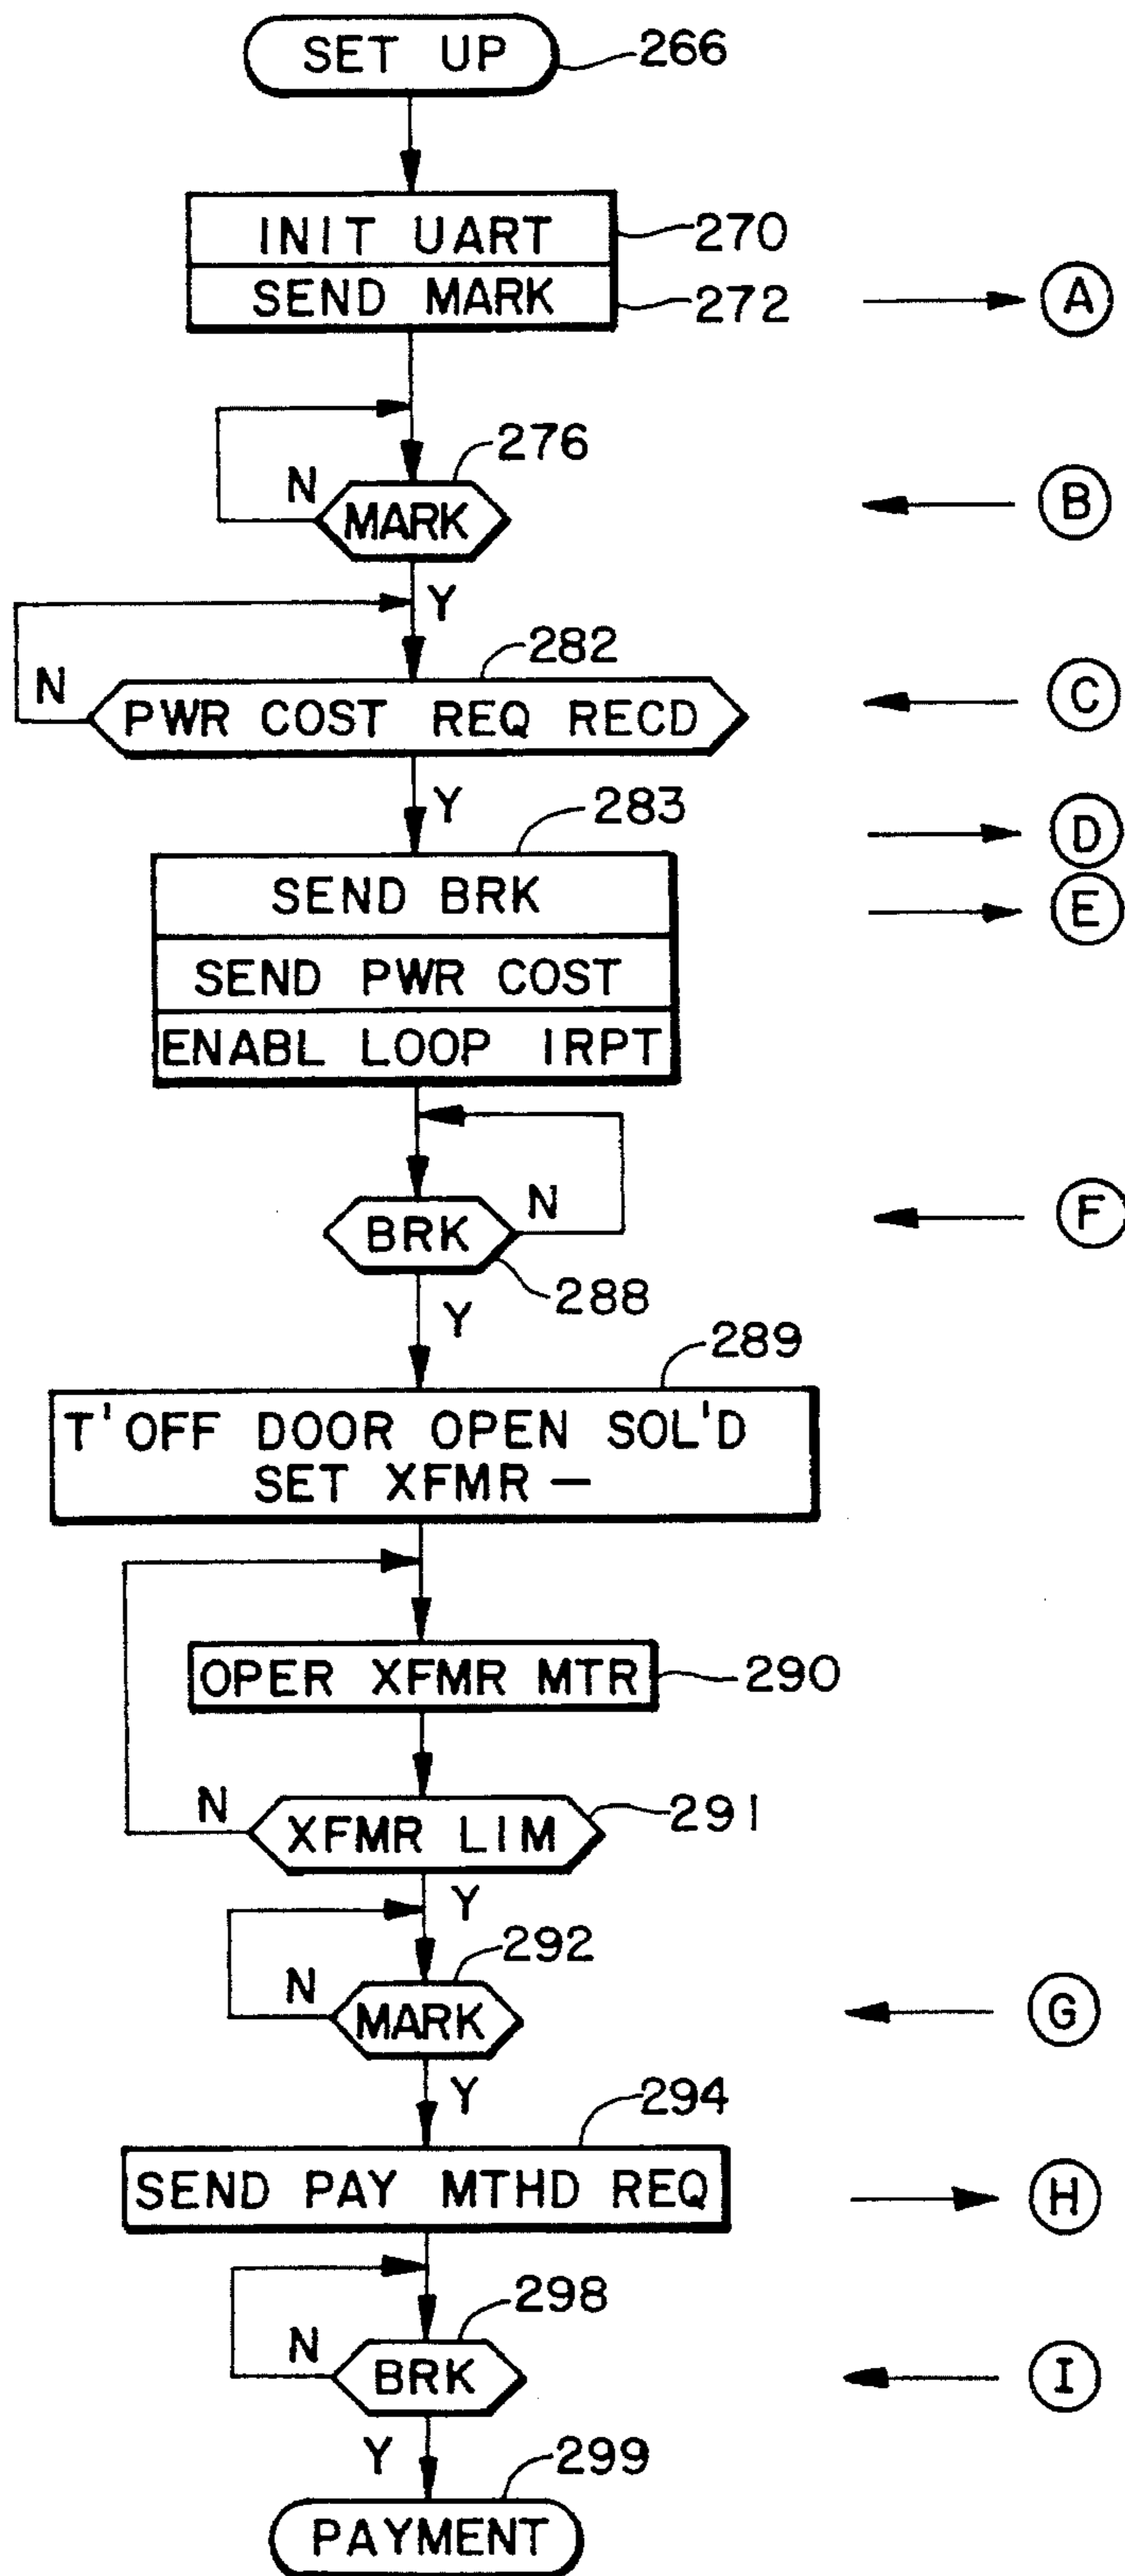 SET UP
266
INIT UART
270
SEND MARK
272
A
276
N
MARK
B
Y
282
N
PWR COST REQ RECD
C
Y
283
D
SEND BRK
E
SEND PWR COST
ENABL LOOP IRPT
N
BRK
F
288
Y
289
T'OFF DOOR OPEN SOL'D
SET XFMR —
OPER XFMR MTR
290
N
XFMR LIM
291
Y
292
N
MARK
G
Y
294
SEND PAY MTHD REQ
H
298
N
BRK
I
Y
299
PAYMENT